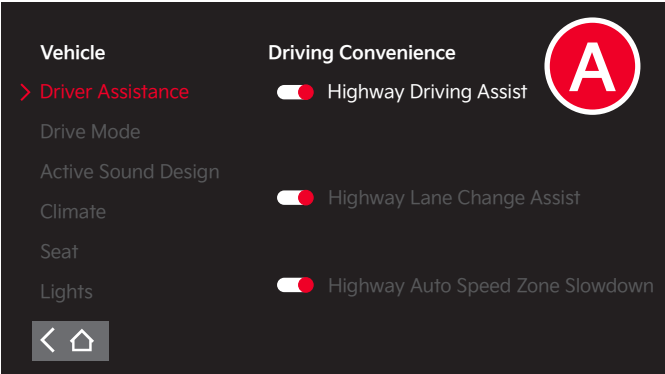 Vehicle
Driver Assistance
Drive Mode
Active Sound Design
Climate
Seat
Lights
Driving Convenience
Highway Driving Assist
Highway Lane Change Assist
Highway Auto Speed Zone Slowdown
A